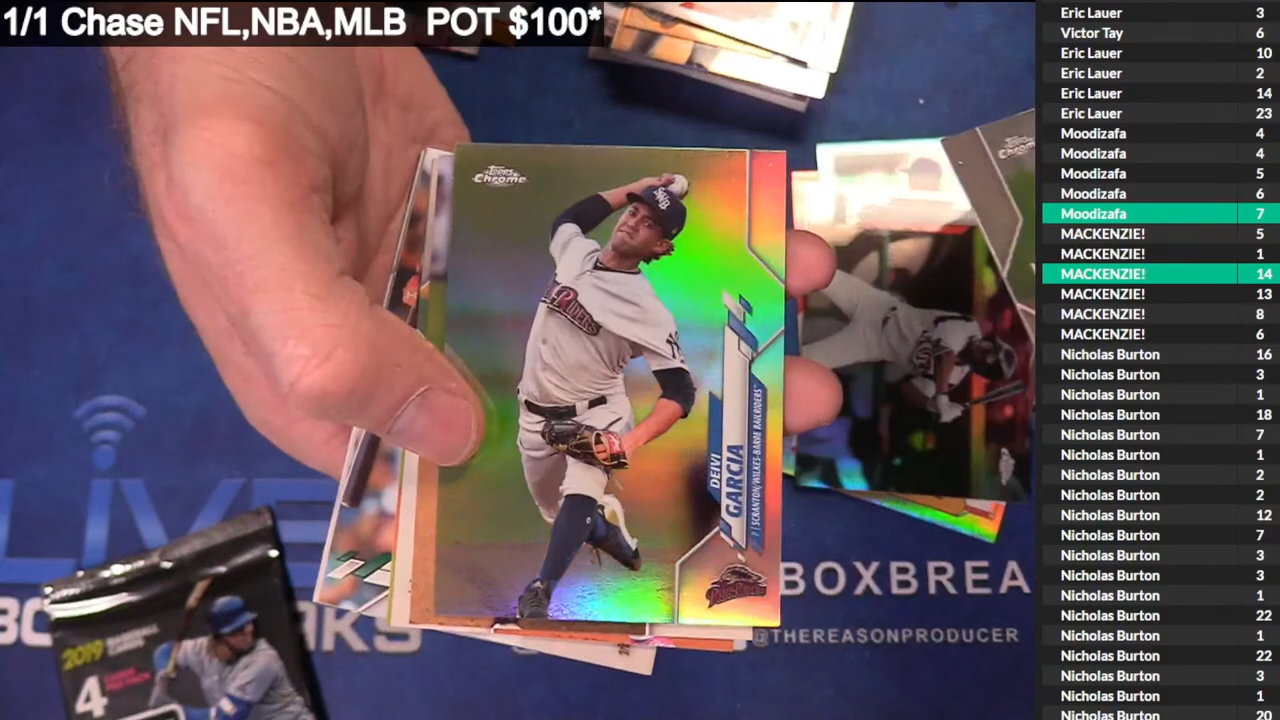 1/1 Chase NFL,NBA,MLB POT $100*
Topps
Chrome
SWB
DEIVI
GARCIA
P | SCRANTON/WILKES-BARRE RAILRIDERS
2019
4
BOXBREA
@THEREASONPRODUCER
LIVE
Eric Lauer 3
Victor Tay 6
Eric Lauer 10
Eric Lauer 2
Eric Lauer 14
Eric Lauer 23
Moodizafa 4
Moodizafa 4
Moodizafa 5
Moodizafa 6
Moodizafa 7
MACKENZIE! 5
MACKENZIE! 1
MACKENZIE! 14
MACKENZIE! 13
MACKENZIE! 8
MACKENZIE! 6
Nicholas Burton 16
Nicholas Burton 3
Nicholas Burton 1
Nicholas Burton 18
Nicholas Burton 7
Nicholas Burton 1
Nicholas Burton 2
Nicholas Burton 2
Nicholas Burton 12
Nicholas Burton 7
Nicholas Burton 3
Nicholas Burton 3
Nicholas Burton 1
Nicholas Burton 22
Nicholas Burton 1
Nicholas Burton 22
Nicholas Burton 3
Nicholas Burton 1
Nicholas Burton 20